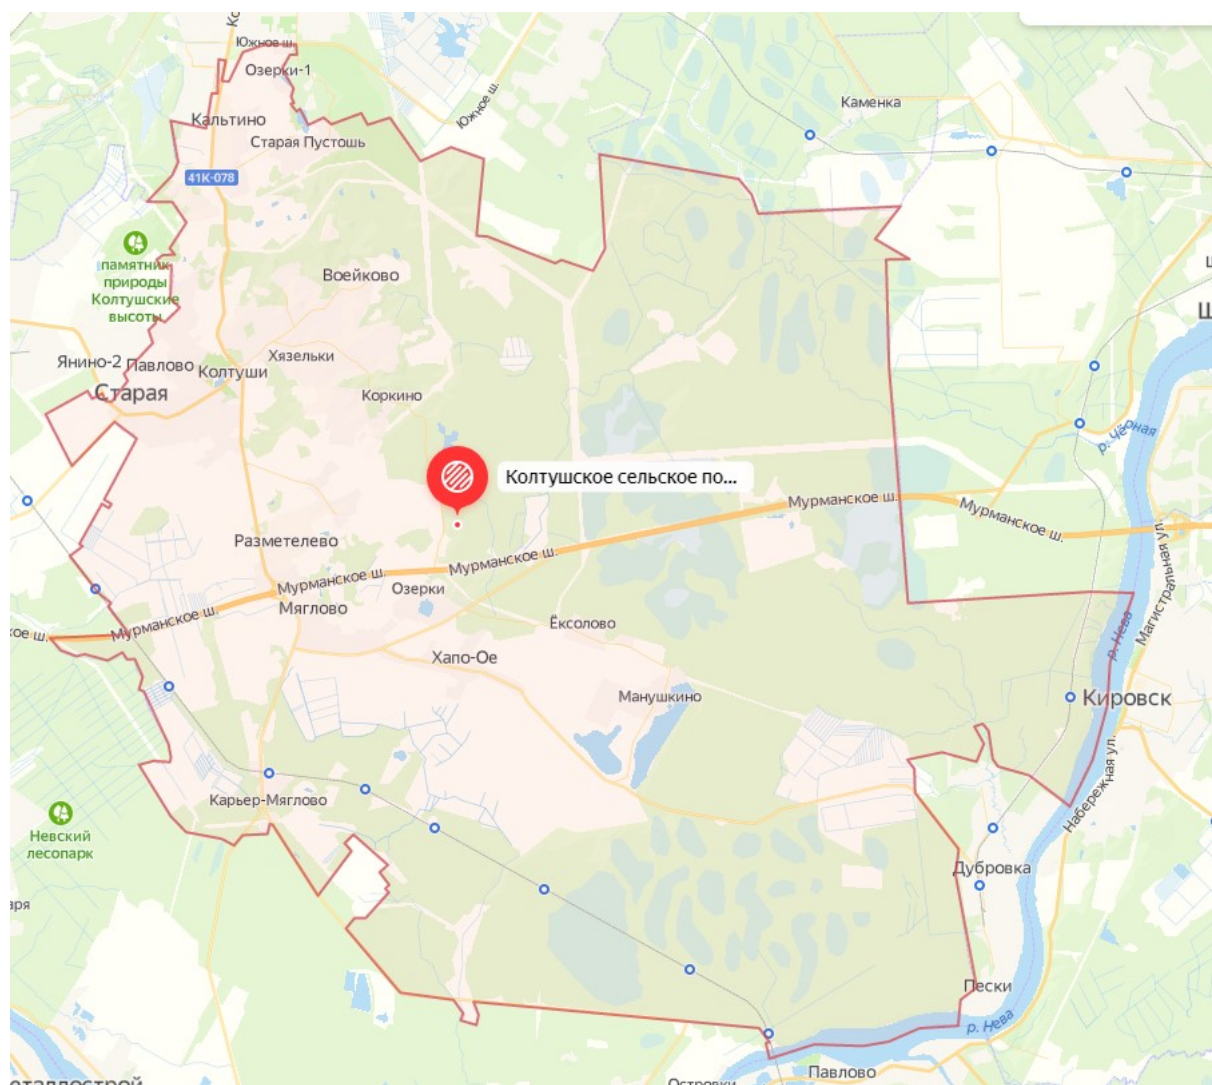 Южное ш.
Озерки-1
Южное ш.
Каменка
Кальтино
Старая Пустошь
41К-078
памятник
природы
Колтушские
высоты
Воейково
Янино-2
Павлово
Колтуши
Хязельки
Старая
Коркино
р. Чёрная
Колтушское сельское по...
Мурманское ш.
Мурманское ш.
Разметелево
Мурманское ш.
Мурманское ш.
Озерки
Мяглово
Мурманское ш.
Магистральная ул
Ёксолово
р. Нева
Хапо-Ое
Манушкино
Кировск
Набережная ул.
Карьер-Мяглово
Невский
лесопарк
Дубровка
Пески
р. Нева
Павлово
Островки